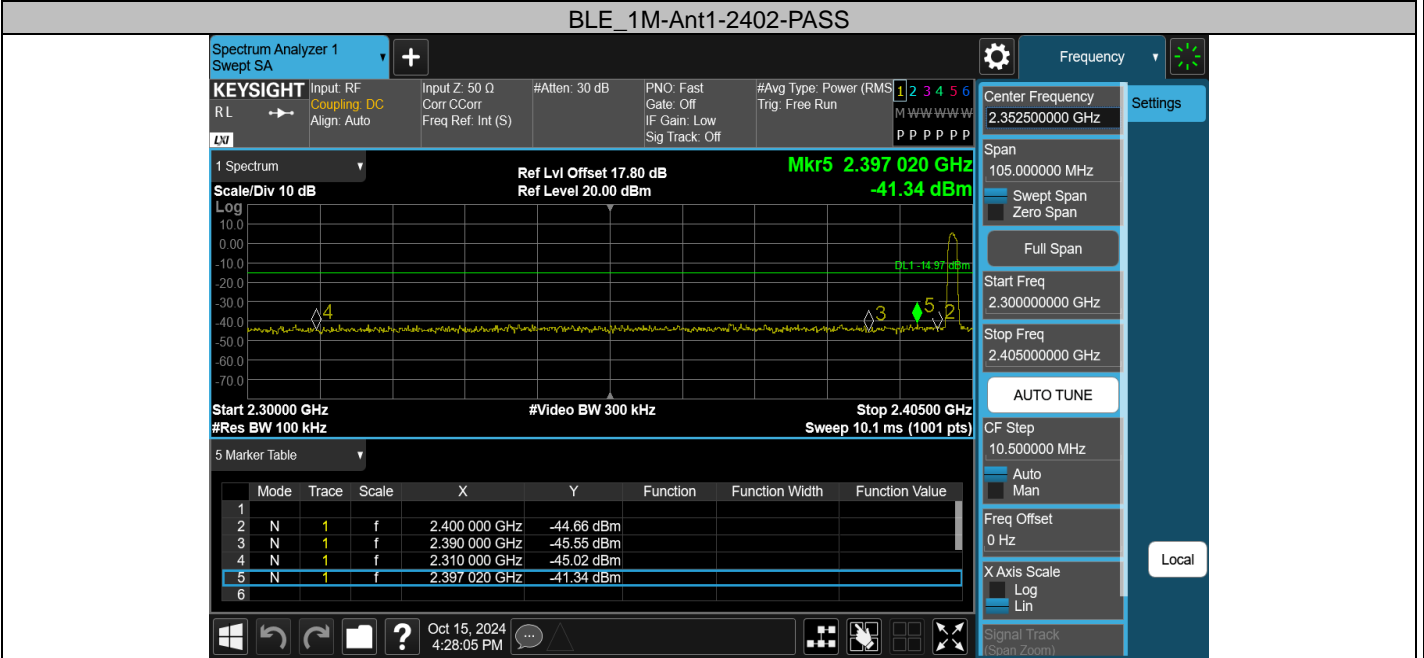 BLE_1M-Ant1-2402-PASS
Spectrum Analyzer 1
Swept SA
+
Frequency
KEYSIGHT
RL
LXI
Input: RF
Coupling: DC
Align: Auto
Input Z: 50 Ω
Corr CCorr
Freq Ref: Int (S)
#Atten: 30 dB
PNO: Fast
Gate: Off
IF Gain: Low
Sig Track: Off
#Avg Type: Power (RMS
Trig: Free Run
1 2 3 4 5 6
M W W W W W
P P P P P P
1 Spectrum
Scale/Div 10 dB
Log
Ref Lvl Offset 17.80 dB
Ref Level 20.00 dBm
Mkr5 2.397 020 GHz
-41.34 dBm
10.0
0.00
-10.0
-20.0
-30.0
-40.0
-50.0
-60.0
-70.0
DL1 -14.97 dBm
4
3
5
2
Start 2.30000 GHz
#Res BW 100 kHz
#Video BW 300 kHz
Stop 2.40500 GHz
Sweep 10.1 ms (1001 pts)
5 Marker Table
Mode Trace Scale X Y Function Function Width Function Value
1
2 N 1 f 2.400 000 GHz -44.66 dBm
3 N 1 f 2.390 000 GHz -45.55 dBm
4 N 1 f 2.310 000 GHz -45.02 dBm
5 N 1 f 2.397 020 GHz -41.34 dBm
6
?
Oct 15, 2024
4:28:05 PM
Center Frequency
2.352500000 GHz
Span
105.000000 MHz
Swept Span
Zero Span
Full Span
Start Freq
2.300000000 GHz
Stop Freq
2.405000000 GHz
AUTO TUNE
CF Step
10.500000 MHz
Auto
Man
Freq Offset
0 Hz
X Axis Scale
Log
Lin
Signal Track
(Span Zoom)
Settings
Local